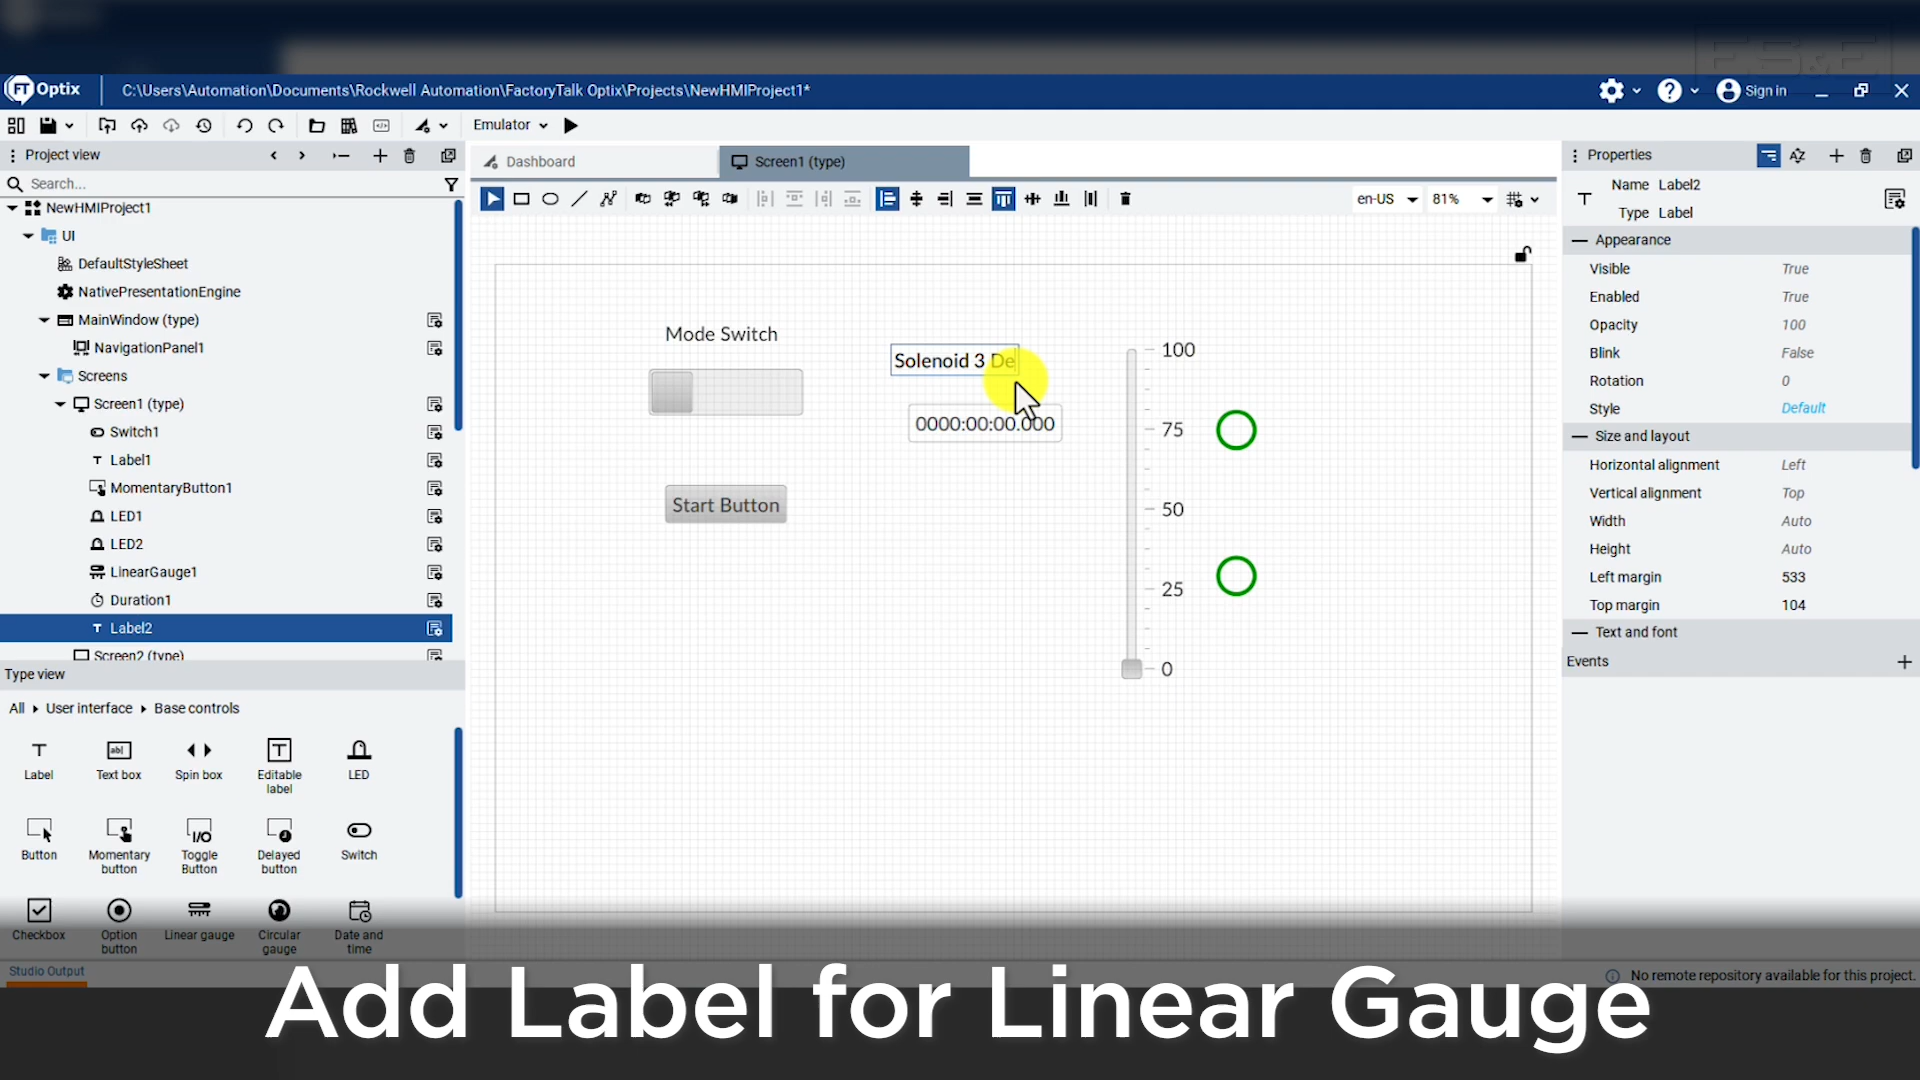 ES&E
FT Optix
C:\Users\Automation\Documents\Rockwell Automation\FactoryTalk Optix\Projects\NewHMIProject1*
Sign in
Emulator
Project view
Search...
NewHMIProject1
UI
DefaultStyleSheet
NativePresentationEngine
MainWindow (type)
NavigationPanel1
Screens
Screen1 (type)
Switch1
Label1
MomentaryButton1
LED1
LED2
LinearGauge1
Duration1
Label2
Screen2 (type)
Type view
All ▸ User interface ▸ Base controls
Label
Text box
Spin box
Editable label
LED
Button
Momentary button
Toggle Button
Delayed button
Switch
Checkbox
Option button
Linear gauge
Circular gauge
Date and time
Studio Output
Dashboard
Screen1 (type)
en-US
81%
Mode Switch
Solenoid 3 De
0000:00:00.000
Start Button
100
75
50
25
0
Properties
Name Label2
Type Label
Appearance
Visible True
Enabled True
Opacity 100
Blink False
Rotation 0
Style Default
Size and layout
Horizontal alignment Left
Vertical alignment Top
Width Auto
Height Auto
Left margin 533
Top margin 104
Text and font
Events
No remote repository available for this project.
Add Label for Linear Gauge